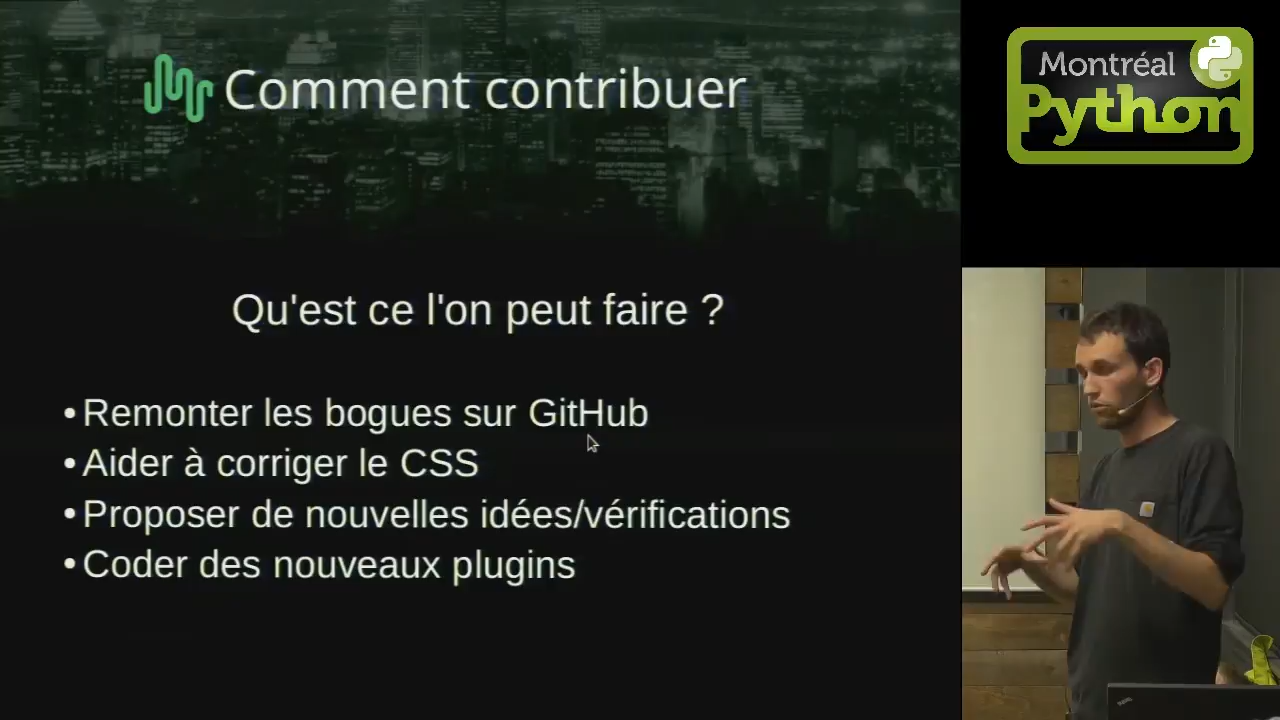 Comment contribuer
Montréal
Python
Qu'est ce l'on peut faire ?
• Remonter les bogues sur GitHub
• Aider à corriger le CSS
• Proposer de nouvelles idées/vérifications
• Coder des nouveaux plugins